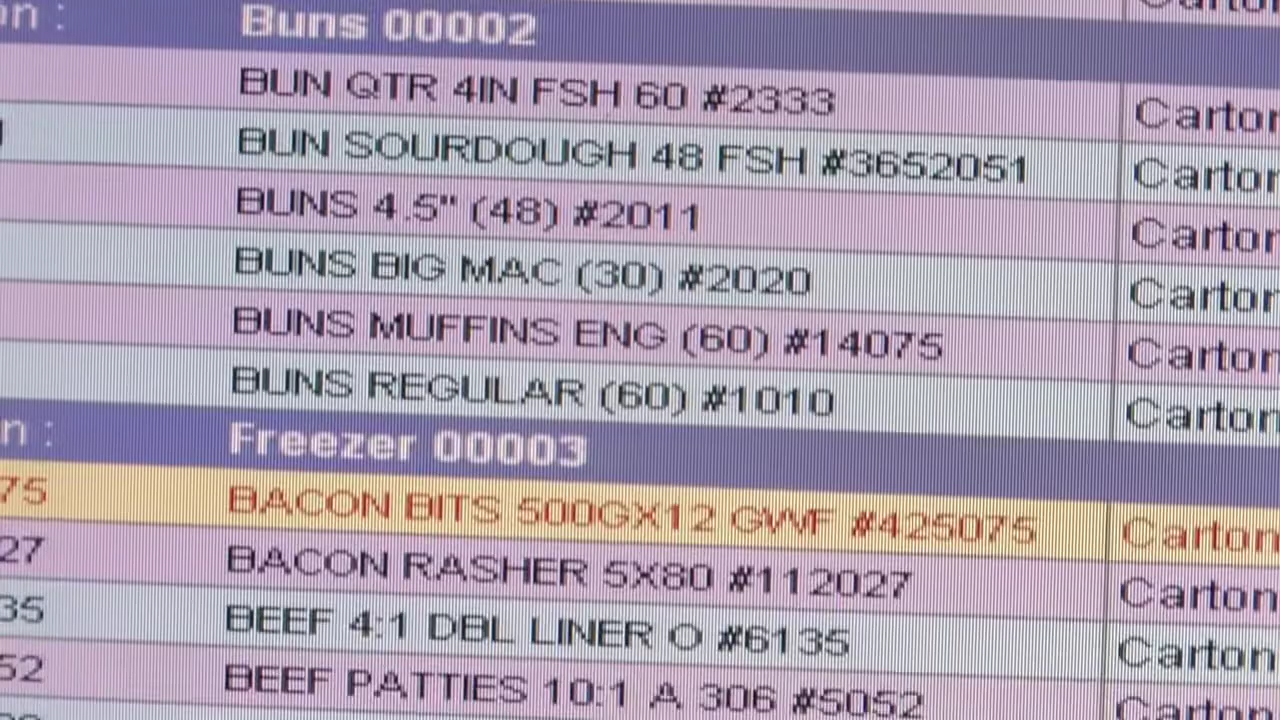 Carton
on : Buns 00002
BUN QTR 4IN FSH 60 #2333 Carton
BUN SOURDOUGH 48 FSH #3652051 Carton
BUNS 4.5" (48) #2011 Carton
BUNS BIG MAC (30) #2020 Carton
BUNS MUFFINS ENG (60) #14075 Carton
BUNS REGULAR (60) #1010 Carton
n : Freezer 00003
75 BACON BITS 500GX12 GWF #425075 Carton
27 BACON RASHER 5X80 #112027 Carton
35 BEEF 4:1 DBL LINER O #6135 Carton
52 BEEF PATTIES 10:1 A 306 #5052 Carton